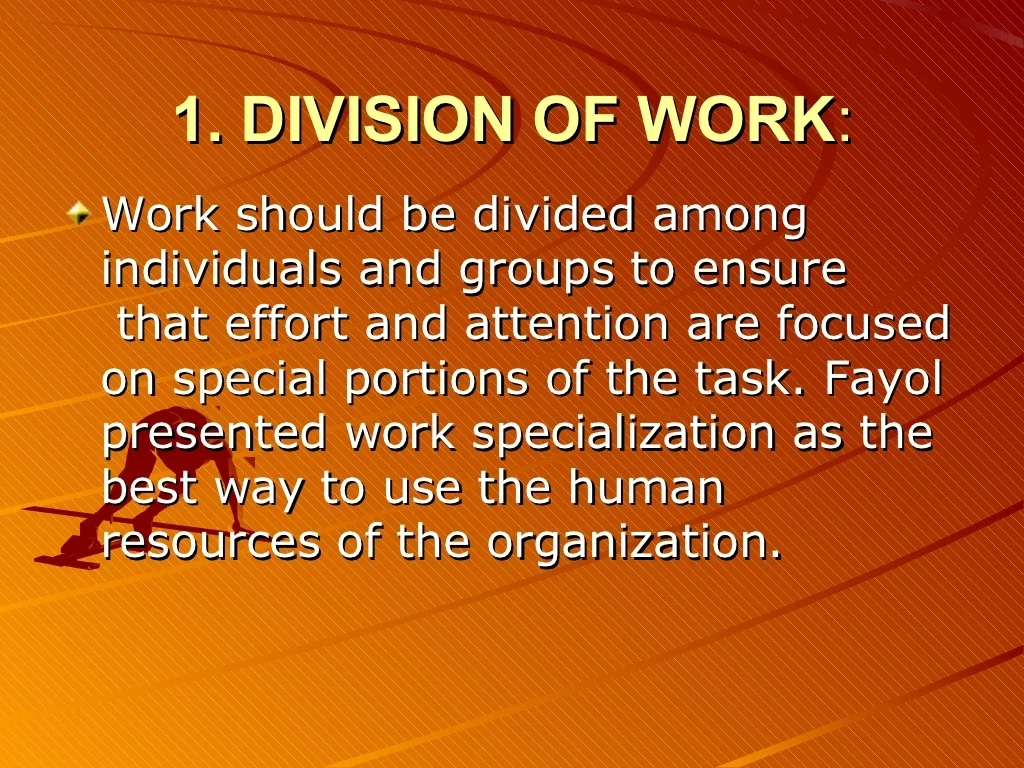 1. DIVISION OF WORK:
Work should be divided among
individuals and groups to ensure
that effort and attention are focused
on special portions of the task. Fayol
presented work specialization as the
best way to use the human
resources of the organization.